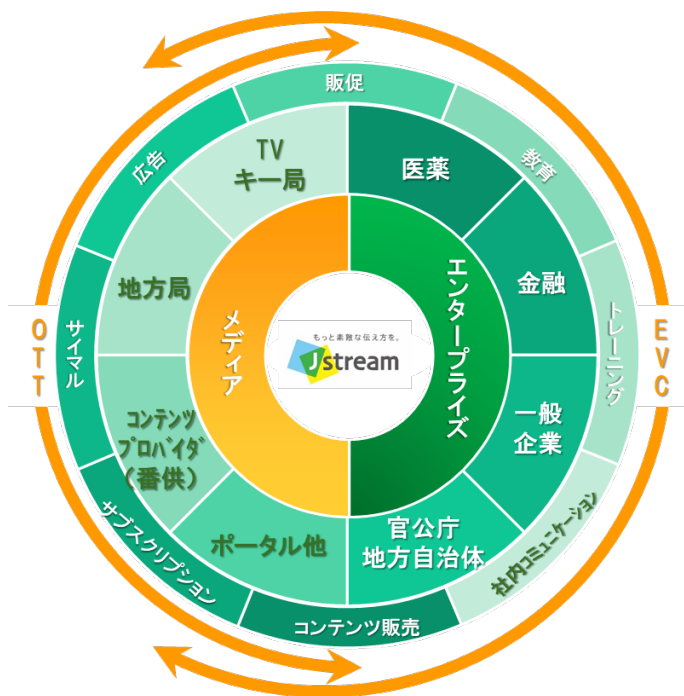 販促
広告
教育
TV
キー局
医薬
地方局
金融
サイマル
トレーニング
OTT
EVC
メディア
エンタープライズ
もっと素敵な伝え方を。
Jstream
コンテンツ
プロバイダ
（番供）
一般
企業
ポータル他
官公庁
地方自治体
サブスクリプション
社内コミュニケーション
コンテンツ販売